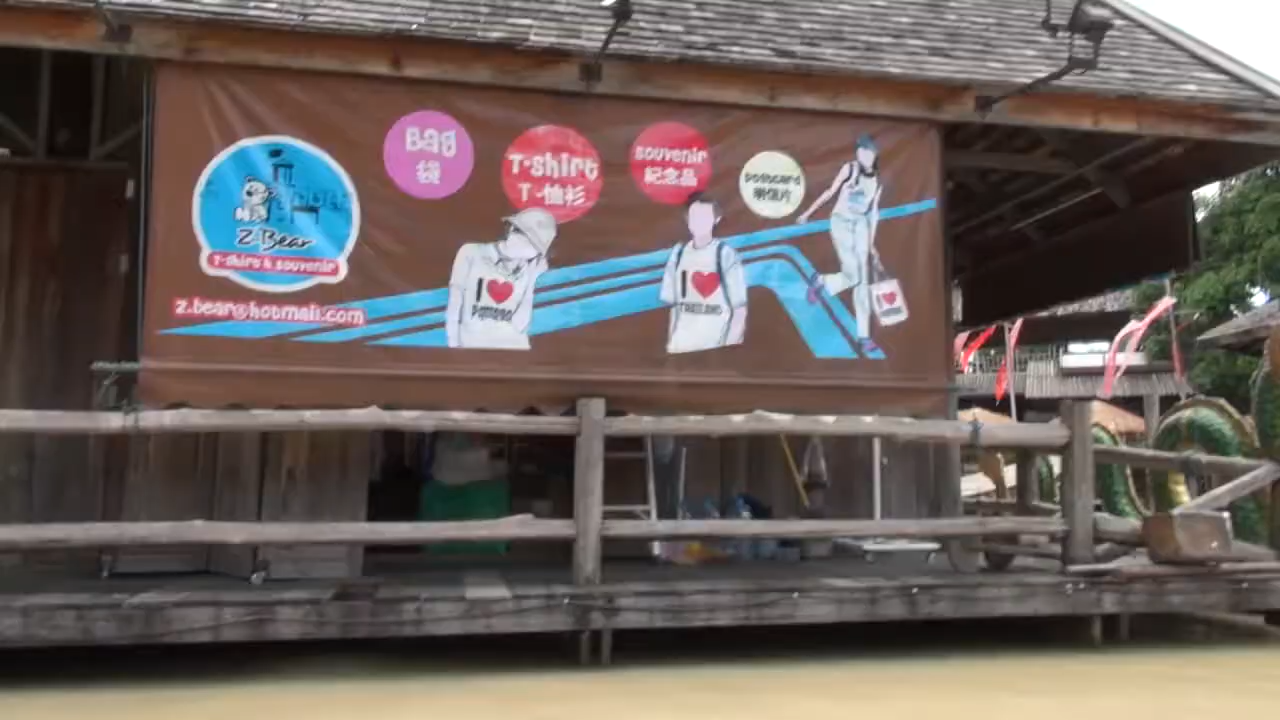 Bag
袋
T-shirt
T-恤衫
souvenir
紀念品
Postcard
明信片
Z-Bear
T-shirt & souvenir
z.bear@hotmail.com
I ❤
Pattaya
I ❤
THAILAND
I ❤